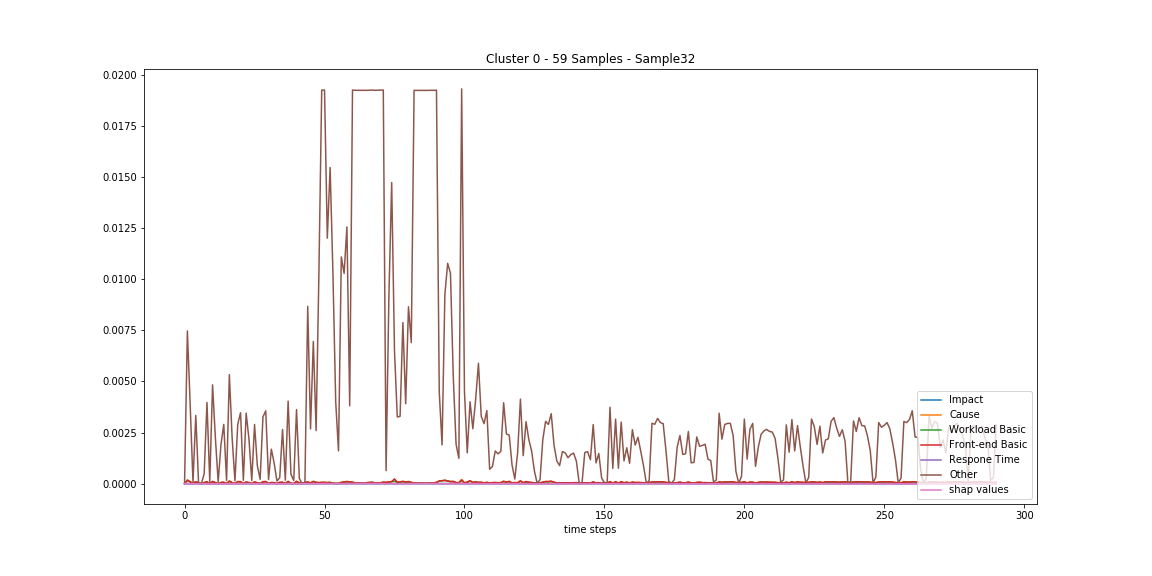 Cluster 0 - 59 Samples - Sample32
0.0200
0.0175
0.0150
0.0125
0.0100
0.0075
0.0050
0.0025
0.0000
Impact
Cause
Workload Basic
Front-end Basic
Respone Time
Other
shap values
0 50 100 150 200 250 300
time steps